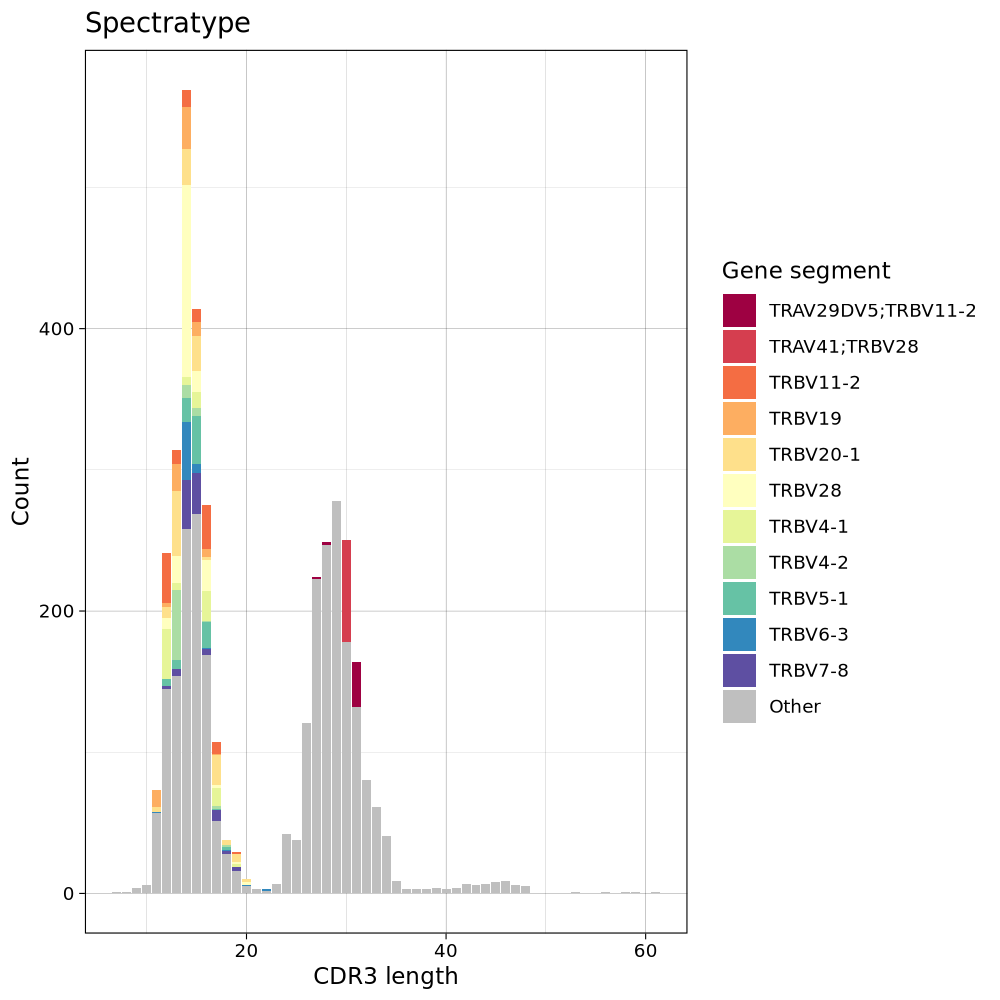 Spectratype
Count
400
200
0
20
40
60
CDR3 length
Gene segment
TRAV29DV5;TRBV11-2
TRAV41;TRBV28
TRBV11-2
TRBV19
TRBV20-1
TRBV28
TRBV4-1
TRBV4-2
TRBV5-1
TRBV6-3
TRBV7-8
Other